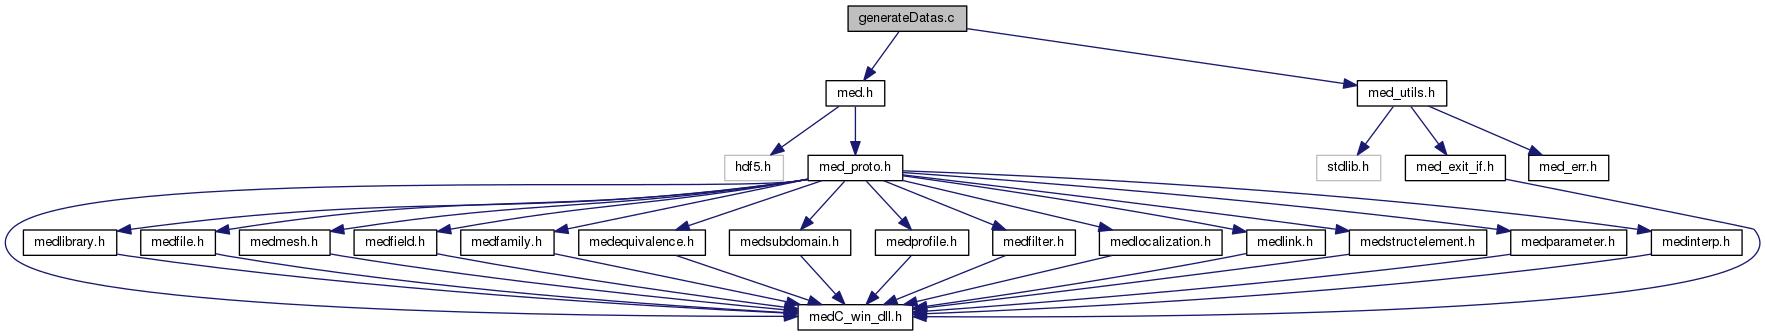 generateDatas.c
med.h
med_utils.h
hdf5.h
med_proto.h
stdlib.h
med_exit_if.h
med_err.h
medlibrary.h
medfile.h
medmesh.h
medfield.h
medfamily.h
medequivalence.h
medsubdomain.h
medprofile.h
medfilter.h
medlocalization.h
medlink.h
medstructelement.h
medparameter.h
medinterp.h
medC_win_dll.h